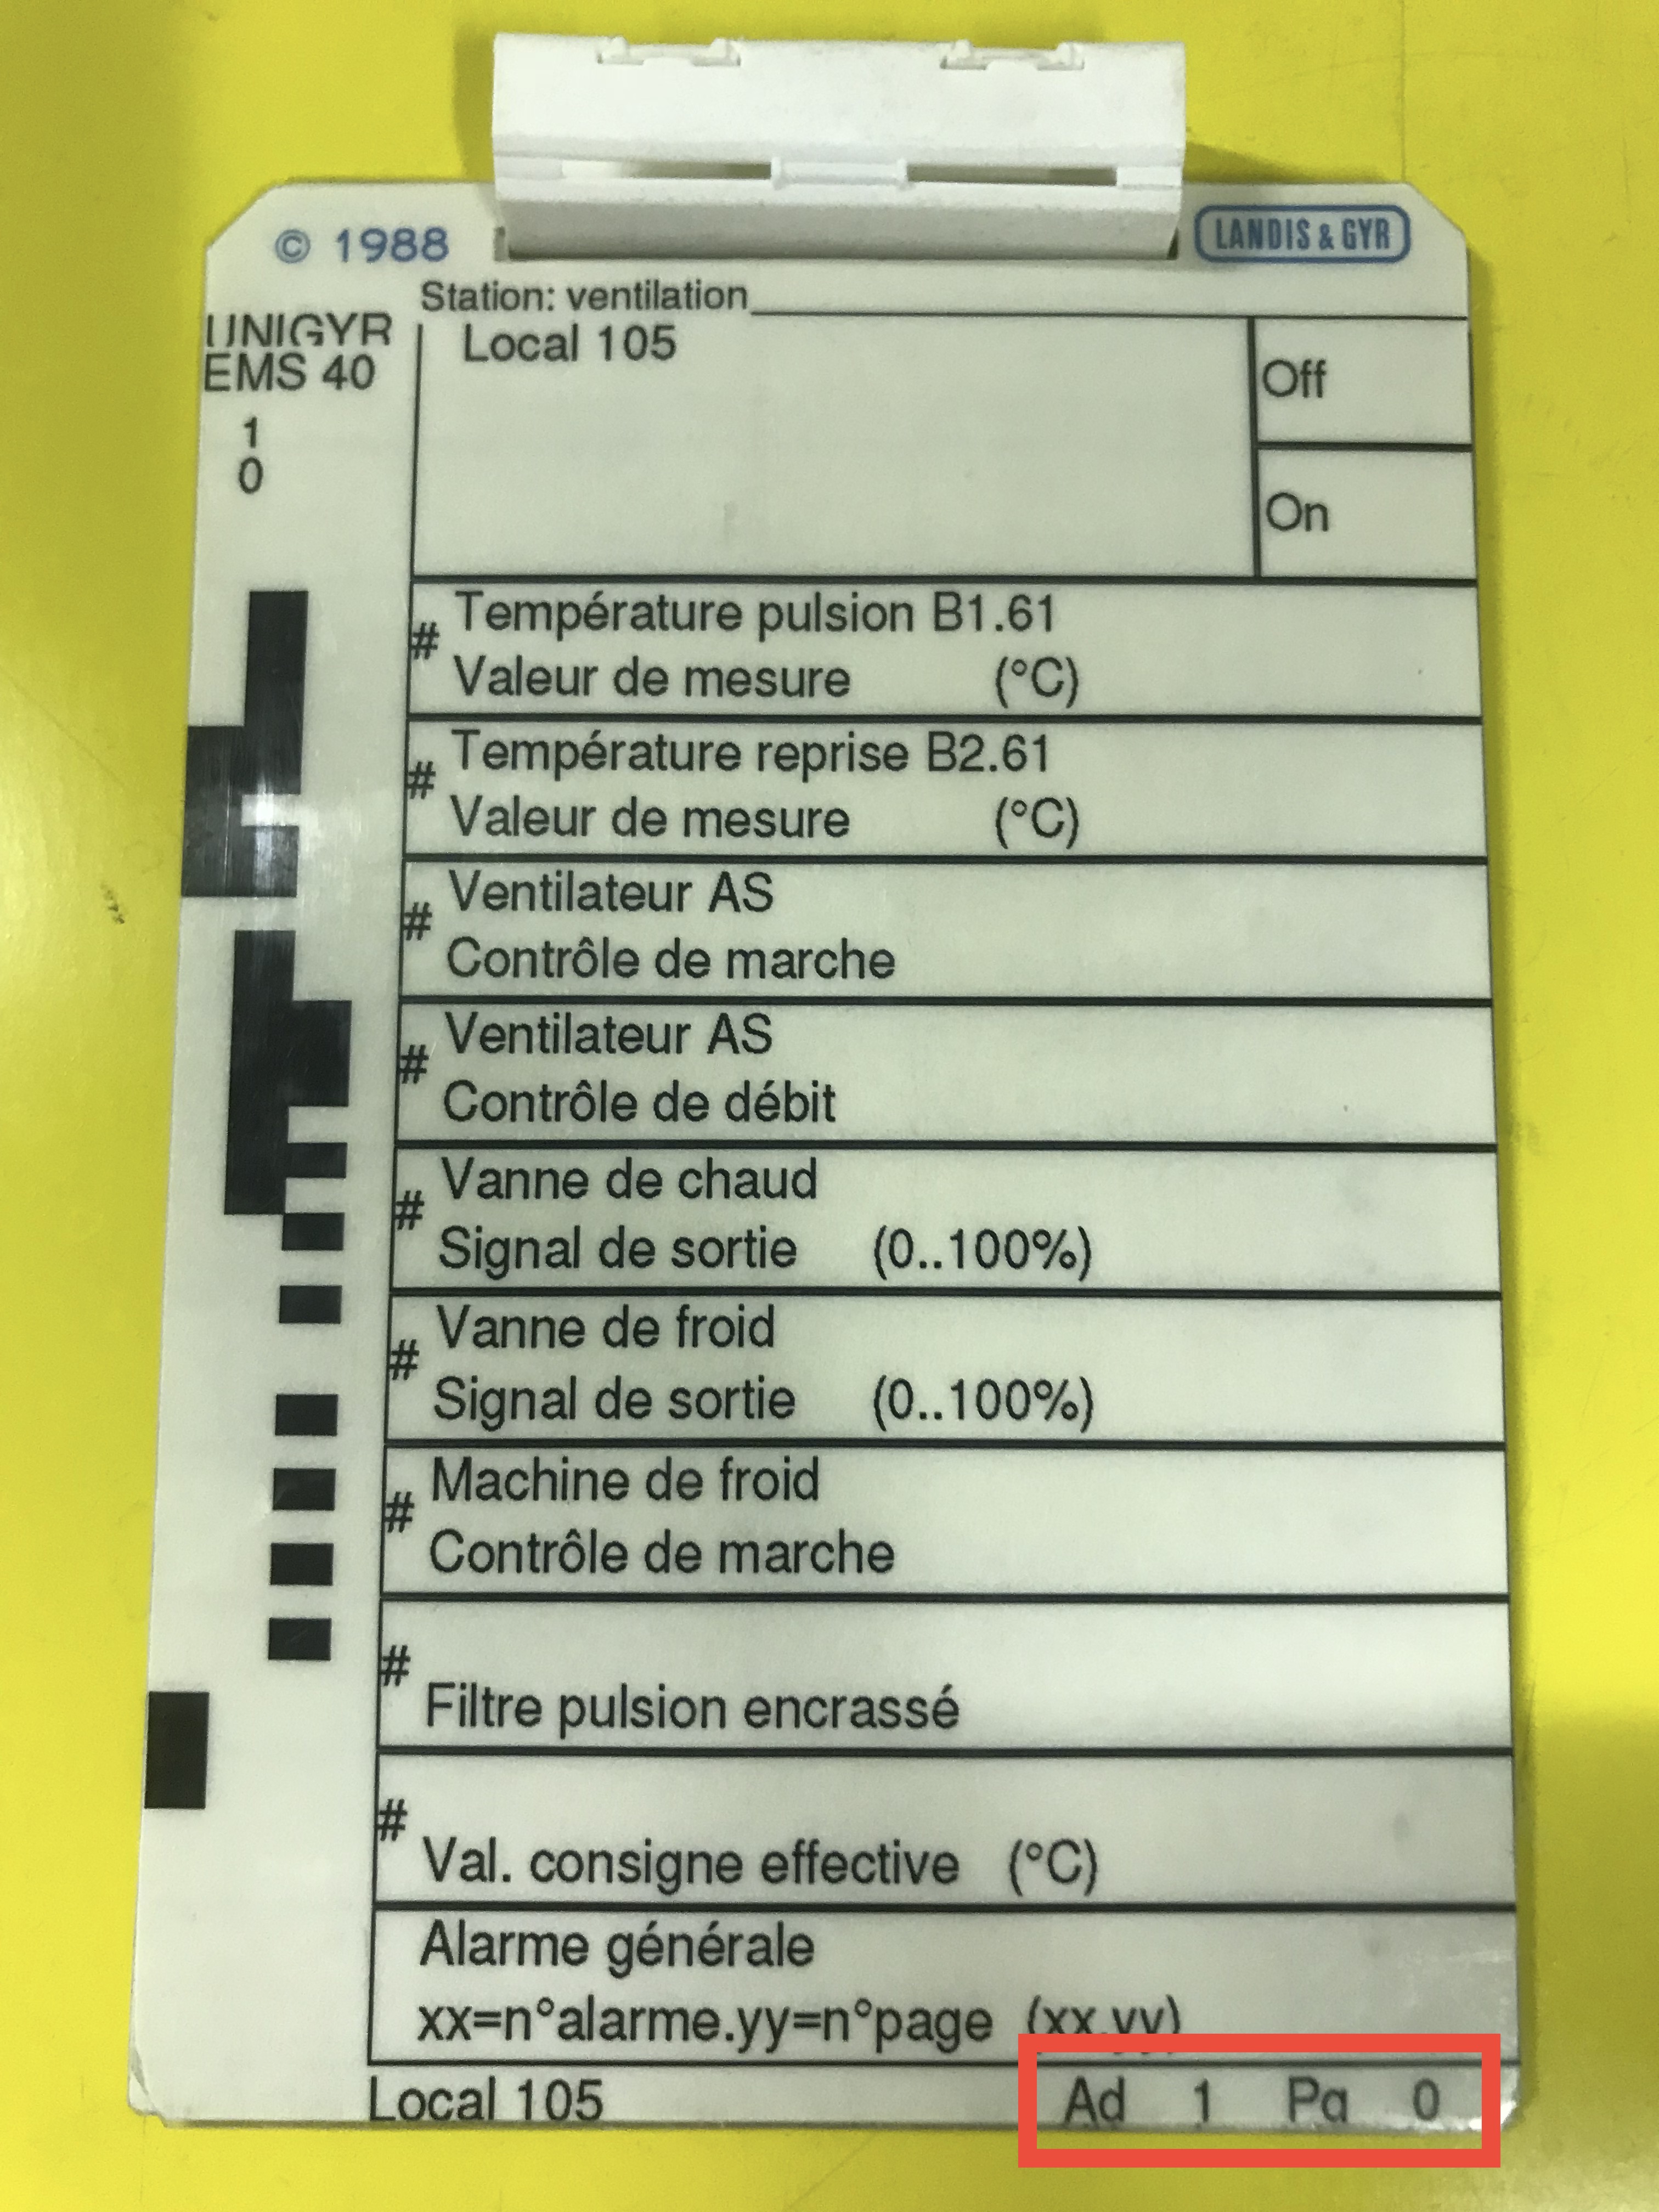 © 1988
LANDIS & GYR
Station: ventilation
UNIGYR
EMS 40
1
0
Local 105
Off
On
# Température pulsion B1.61
Valeur de mesure (°C)
# Température reprise B2.61
Valeur de mesure (°C)
# Ventilateur AS
Contrôle de marche
# Ventilateur AS
Contrôle de débit
# Vanne de chaud
Signal de sortie (0..100%)
# Vanne de froid
Signal de sortie (0..100%)
# Machine de froid
Contrôle de marche
#
Filtre pulsion encrassé
#
Val. consigne effective (°C)
Alarme générale
xx=n°alarme.yy=n°page (xx.yy)
Local 105 Ad 1 Pg 0